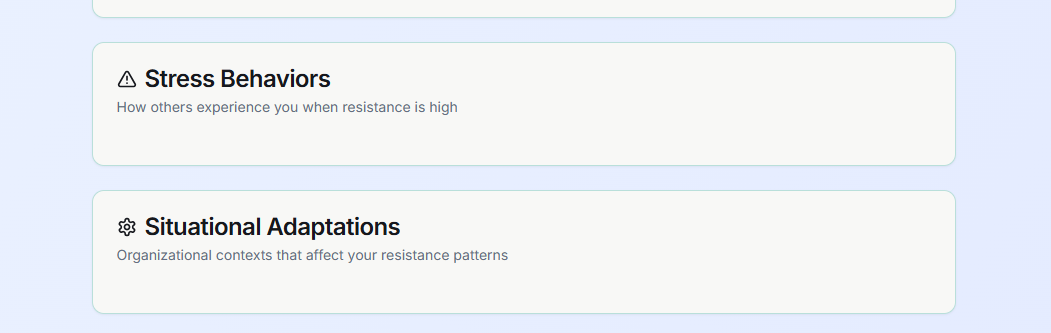 Stress Behaviors
How others experience you when resistance is high
Situational Adaptations
Organizational contexts that affect your resistance patterns